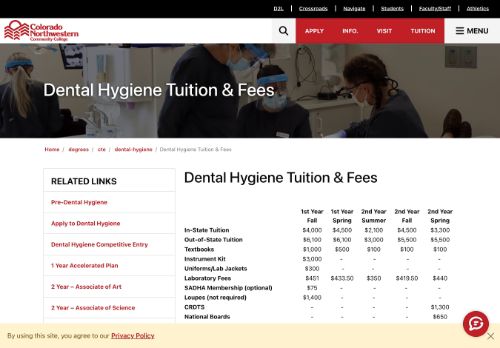 D2L | Crossroads | Navigate | Students | Faculty/Staff | Athletics
Colorado
Northwestern
Community College
APPLY INFO. VISIT TUITION MENU
Dental Hygiene Tuition & Fees
Home / degrees / cte / dental-hygiene / Dental Hygiene Tuition & Fees
RELATED LINKS
Pre-Dental Hygiene
Apply to Dental Hygiene
Dental Hygiene Competitive Entry
1 Year Accelerated Plan
2 Year – Associate of Art
2 Year – Associate of Science
Dental Hygiene Tuition & Fees
1st Year Fall 1st Year Spring 2nd Year Summer 2nd Year Fall 2nd Year Spring
In-State Tuition $4,000 $4,500 $2,100 $4,500 $3,300
Out-of-State Tuition $6,100 $6,100 $3,000 $5,500 $5,500
Textbooks $1,000 $500 $100 $100 $100
Instrument Kit $3,000 - - - -
Uniforms/Lab Jackets $300 - - - -
Laboratory Fees $451 $433.50 $350 $419.50 $440
SADHA Membership (optional) $75 - - - -
Loupes (not required) $1,400 - - - -
CRDTS - - - - $1,300
National Boards - - - - $650
By using this site, you agree to our Privacy Policy